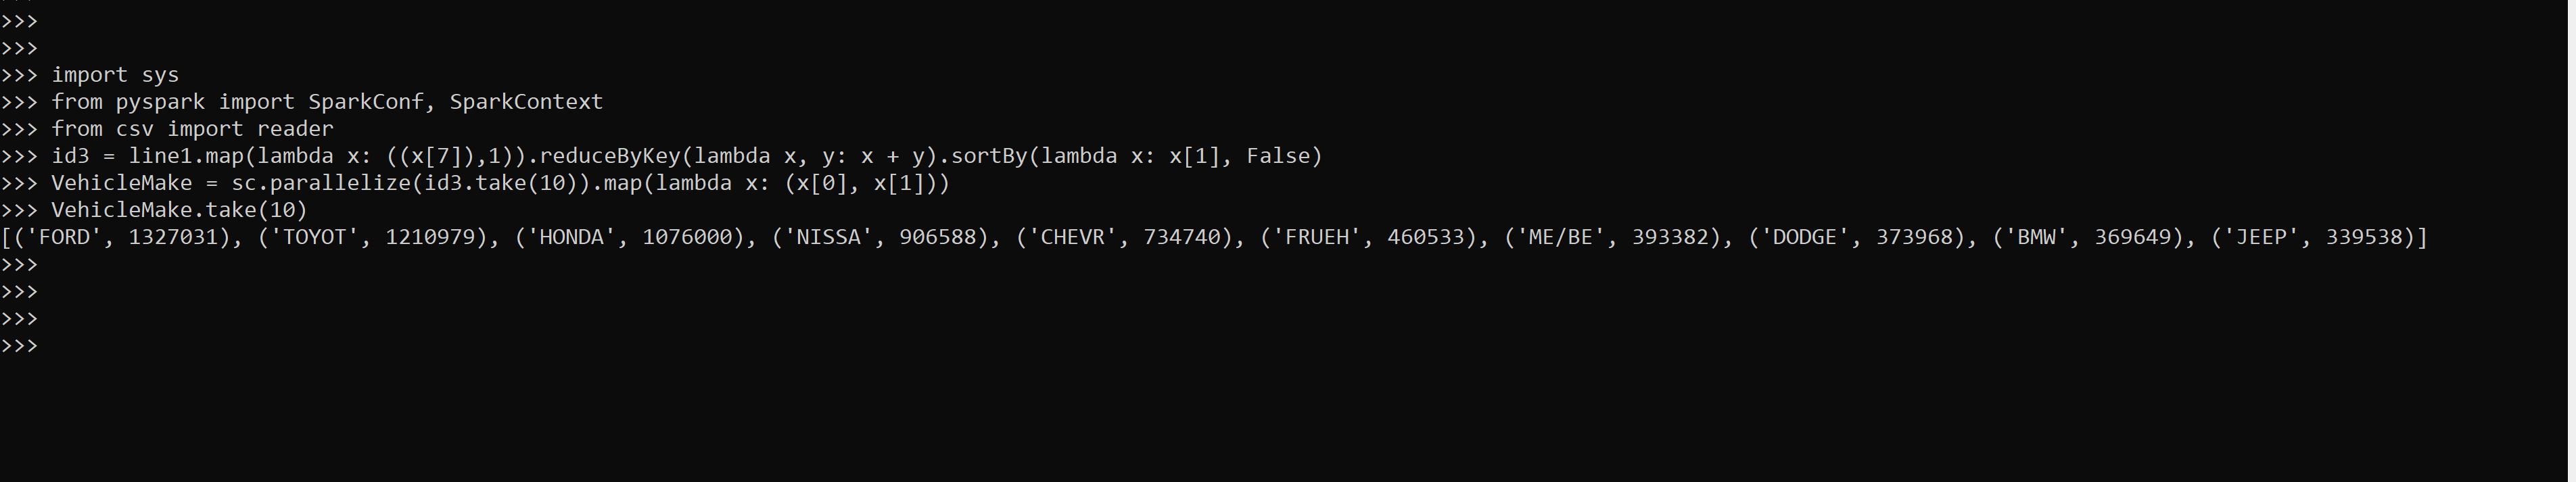 >>>
>>>
>>> import sys
>>> from pyspark import SparkConf, SparkContext
>>> from csv import reader
>>> id3 = line1.map(lambda x: ((x[7]),1)).reduceByKey(lambda x, y: x + y).sortBy(lambda x: x[1], False)
>>> VehicleMake = sc.parallelize(id3.take(10)).map(lambda x: (x[0], x[1]))
>>> VehicleMake.take(10)
[('FORD', 1327031), ('TOYOT', 1210979), ('HONDA', 1076000), ('NISSA', 906588), ('CHEVR', 734740), ('FRUEH', 460533), ('ME/BE', 393382), ('DODGE', 373968), ('BMW', 369649), ('JEEP', 339538)]
>>>
>>>
>>>
>>>